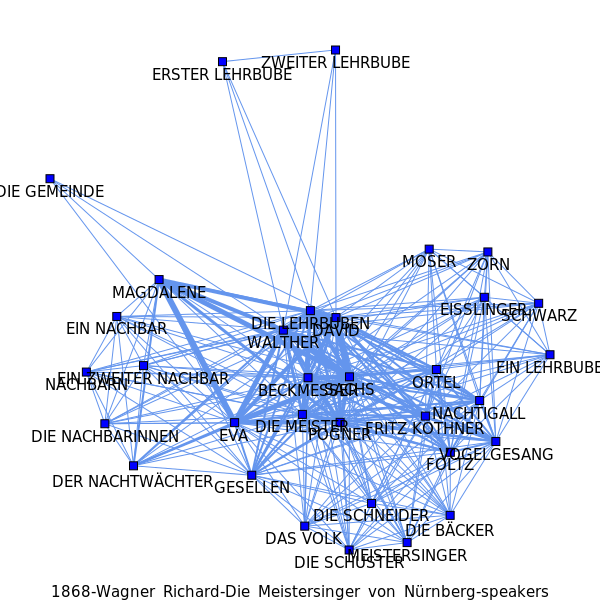 ZWEITER LEHRBUBE
ERSTER LEHRBUBE
DIE GEMEINDE
MOSER
ZORN
MAGDALENE
EISSLINGER
SCHWARZ
DIE LEHRBUBEN
EIN NACHBAR
DAVID
WALTHER
EIN LEHRBUBE
EIN ZWEITER NACHBAR
NACHBARN
ORTEL
BECKMESSER
SACHS
NACHTIGALL
DIE MEISTER
FRITZ KOTHNER
POGNER
EVA
DIE NACHBARINNEN
VOGELGESANG
FOLTZ
DER NACHTWÄCHTER
GESELLEN
DIE SCHNEIDER
DIE BÄCKER
DAS VOLK
MEISTERSINGER
DIE SCHUSTER
1868-Wagner Richard-Die Meistersinger von Nürnberg-speakers